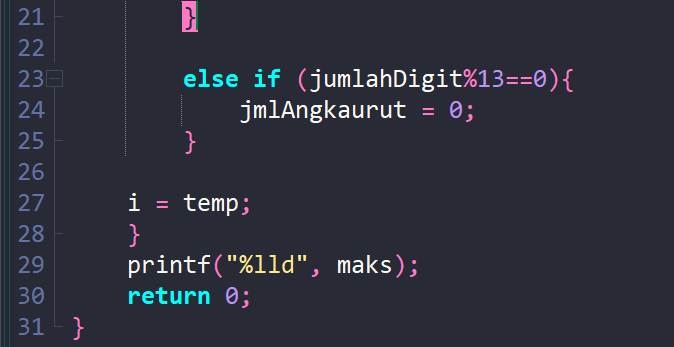 21 }
22
23 else if (jumlahDigit%13==0){
24 jmlAngkaurut = 0;
25 }
26
27 i = temp;
28 }
29 printf("%lld", maks);
30 return 0;
31 }